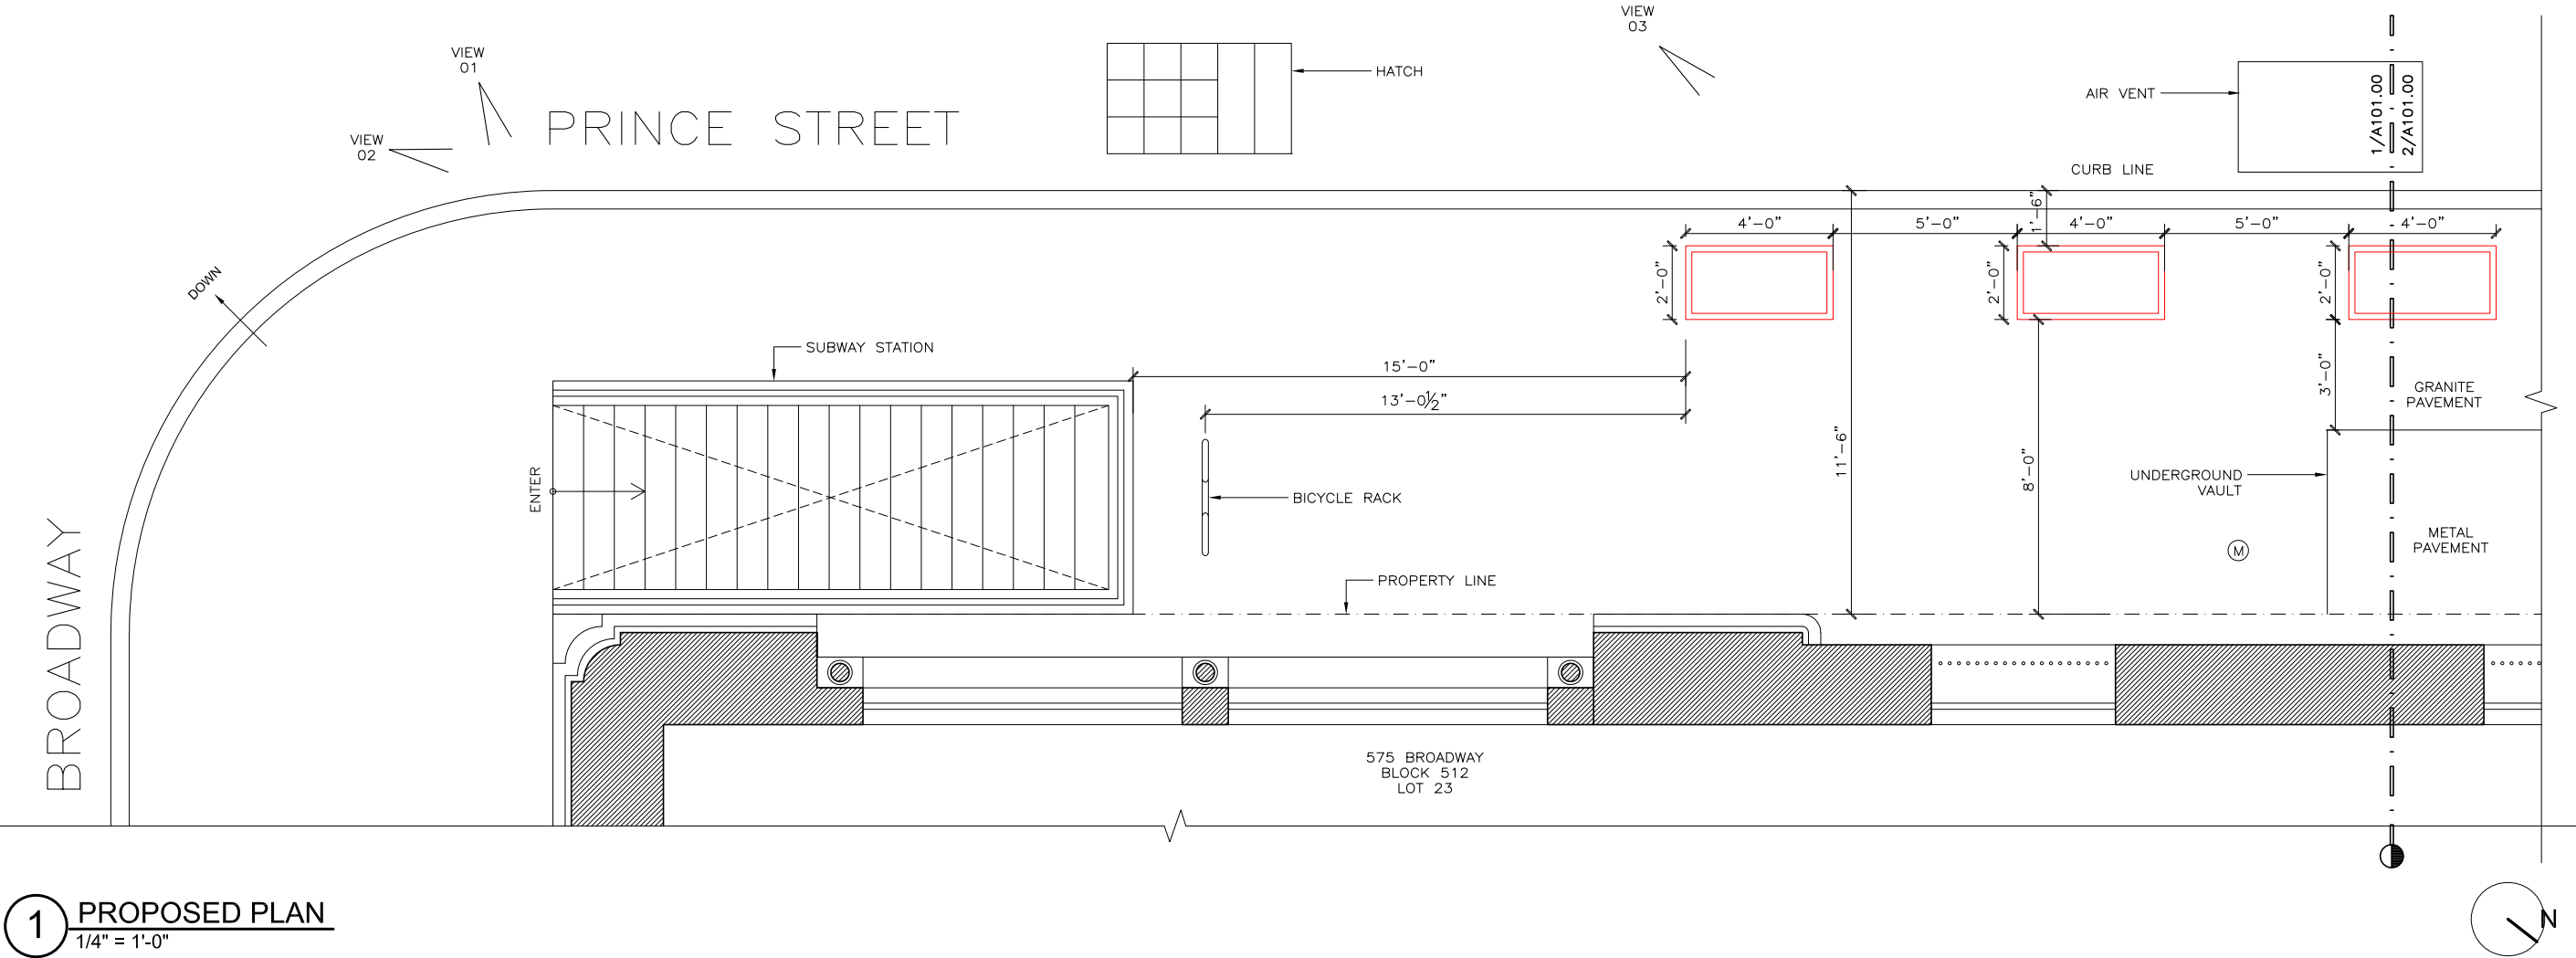 VIEW
01
VIEW
02
PRINCE STREET
HATCH
VIEW
03
AIR VENT
1/A101.00
2/A101.00
CURB LINE
4'-0"
5'-0"
1'-6"
4'-0"
5'-0"
4'-0"
2'-0"
2'-0"
2'-0"
DOWN
SUBWAY STATION
15'-0"
13'-0½"
11'-6"
8'-0"
3'-0"
GRANITE
PAVEMENT
ENTER
BICYCLE RACK
UNDERGROUND
VAULT
METAL
PAVEMENT
M
PROPERTY LINE
BROADWAY
575 BROADWAY
BLOCK 512
LOT 23
1 PROPOSED PLAN
1/4" = 1'-0"
N